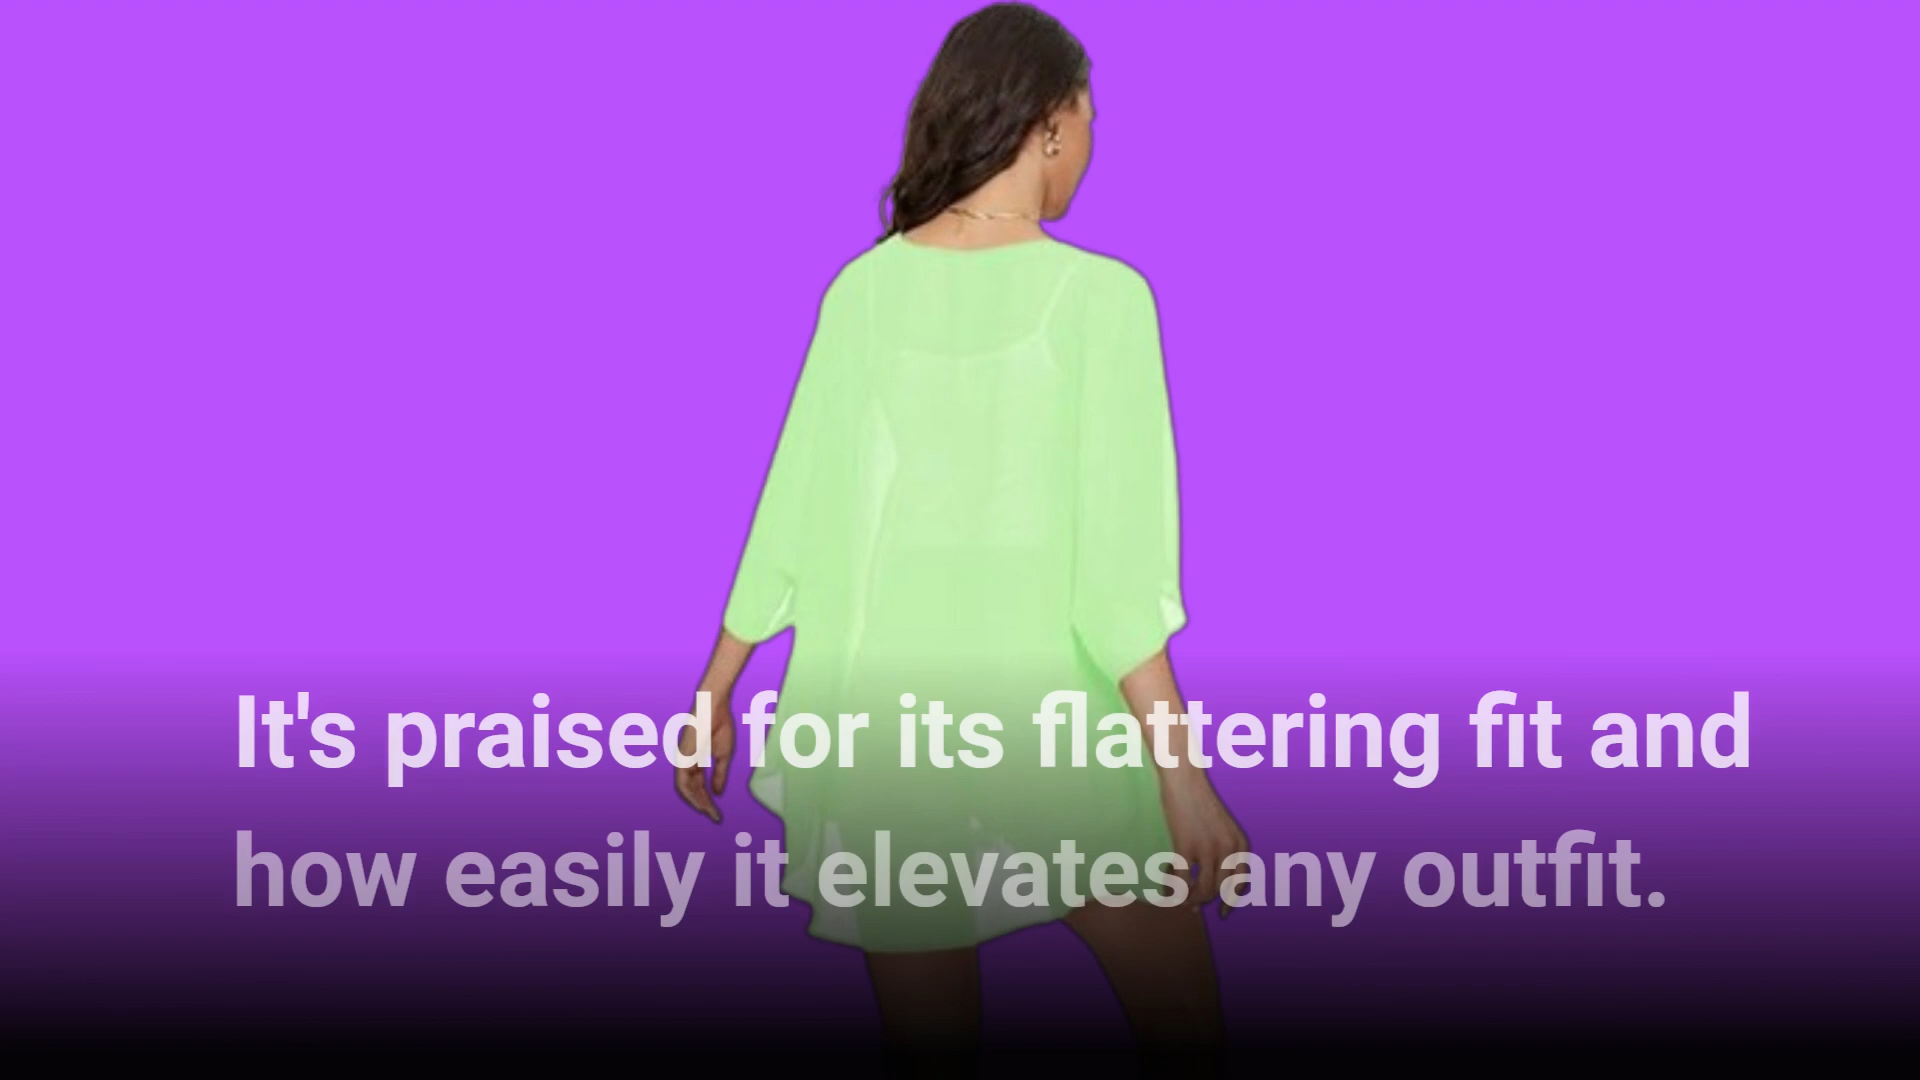 It's praised for its flattering fit and
how easily it elevates any outfit.